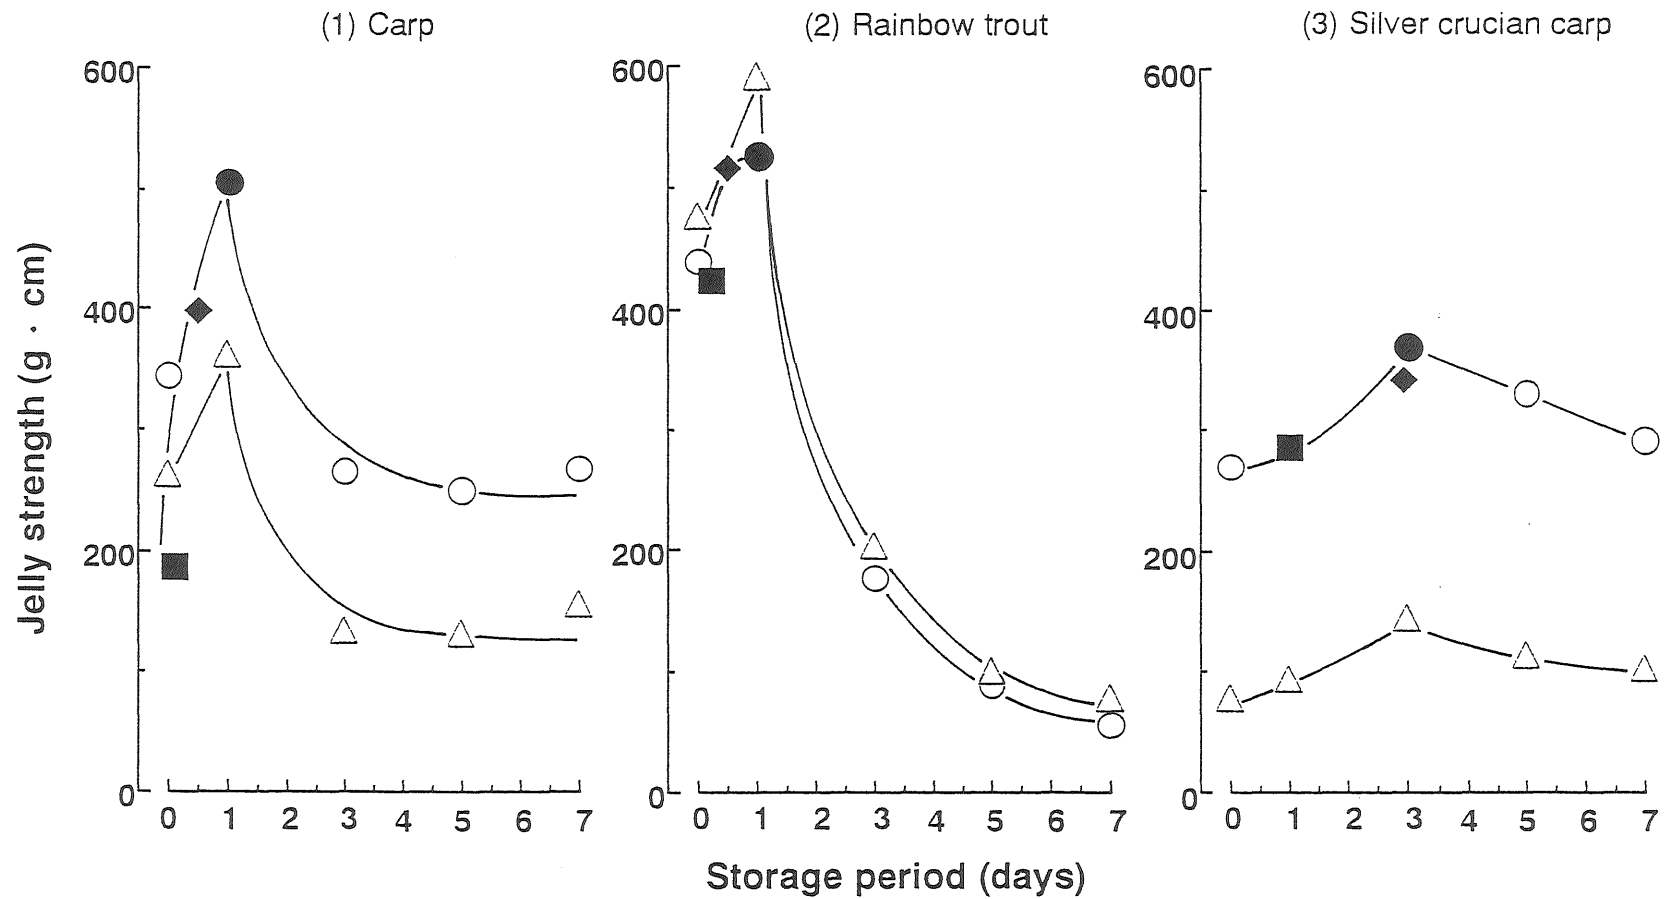 (1) Carp
(2) Rainbow trout
(3) Silver crucian carp
Jelly strength (g · cm)
600
400
200
0
0 1 2 3 4 5 6 7
600
400
200
0
0 1 2 3 4 5 6 7
600
400
200
0
0 1 2 3 4 5 6 7
Storage period (days)